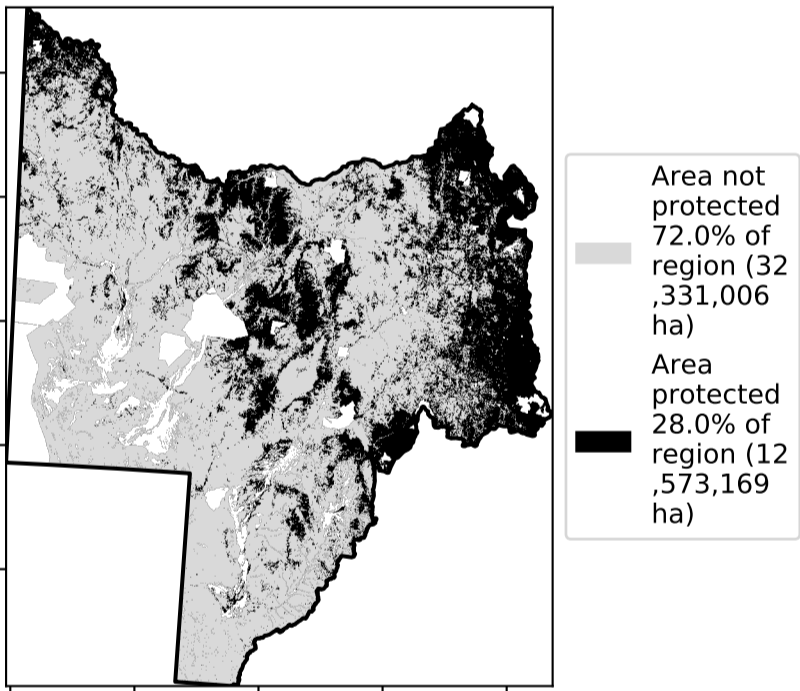 Area not
protected
72.0% of
region (32
,331,006
ha)
Area
protected
28.0% of
region (12
,573,169
ha)